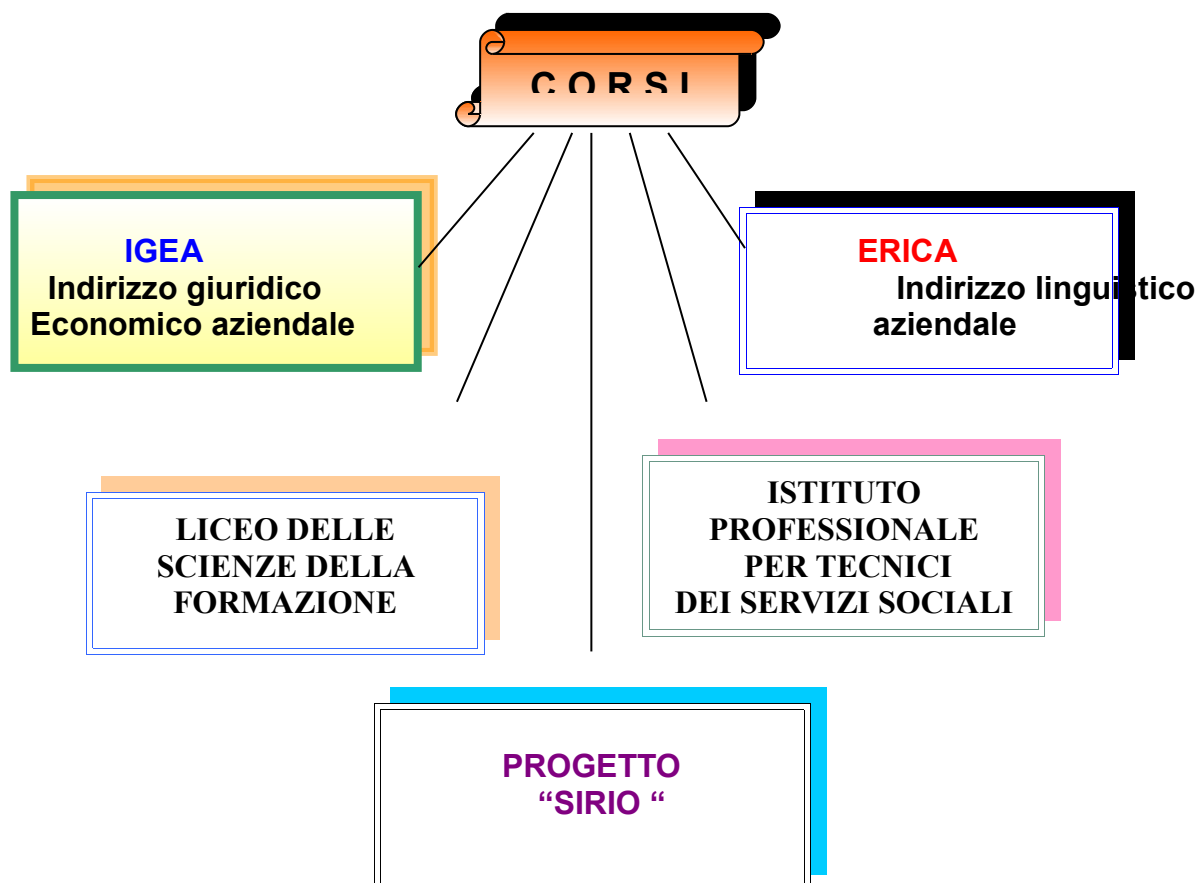 C O R S I
IGEA
Indirizzo giuridico
Economico aziendale
ERICA
Indirizzo linguistico
aziendale
LICEO DELLE
SCIENZE DELLA
FORMAZIONE
ISTITUTO
PROFESSIONALE
PER TECNICI
DEI SERVIZI SOCIALI
PROGETTO
“SIRIO “